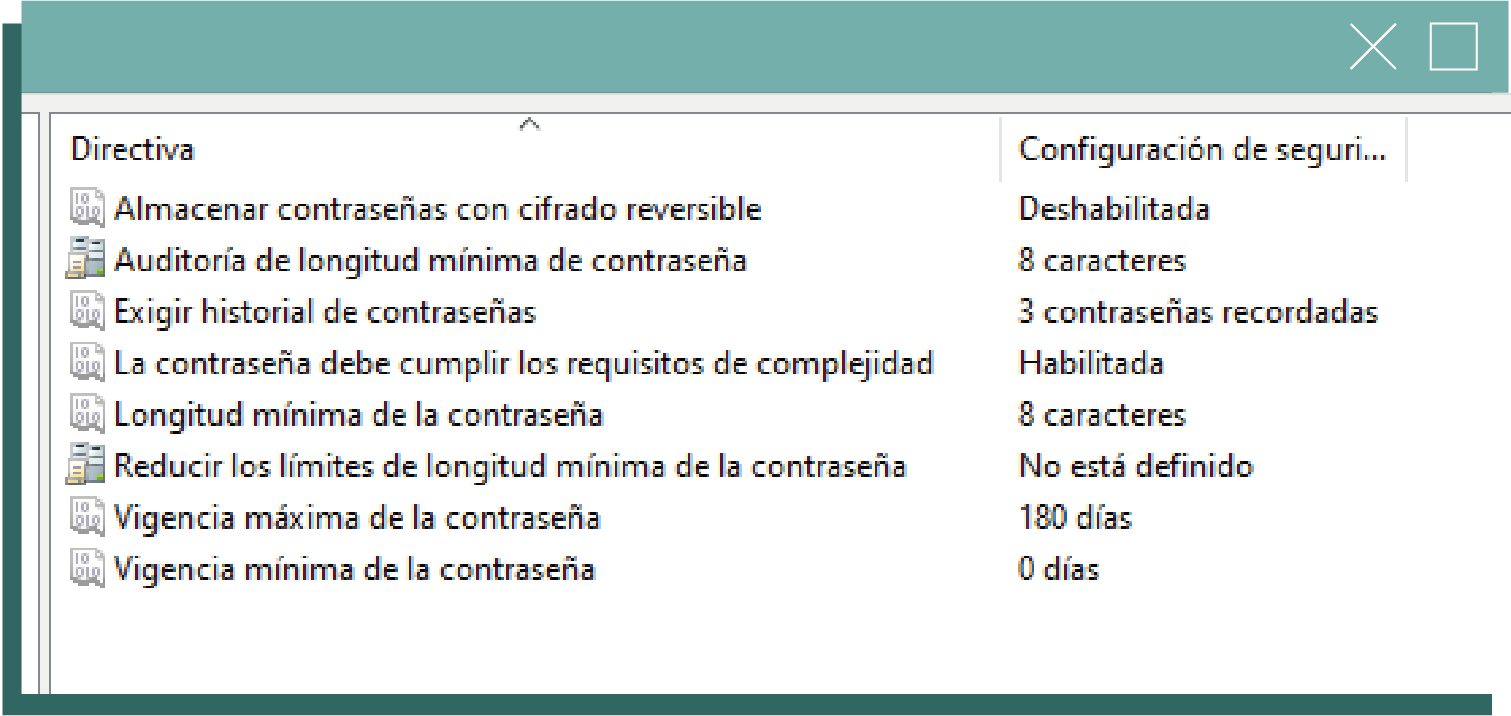 Directiva Configuración de seguri...
Almacenar contraseñas con cifrado reversible Deshabilitada
Auditoría de longitud mínima de contraseña 8 caracteres
Exigir historial de contraseñas 3 contraseñas recordadas
La contraseña debe cumplir los requisitos de complejidad Habilitada
Longitud mínima de la contraseña 8 caracteres
Reducir los límites de longitud mínima de la contraseña No está definido
Vigencia máxima de la contraseña 180 días
Vigencia mínima de la contraseña 0 días